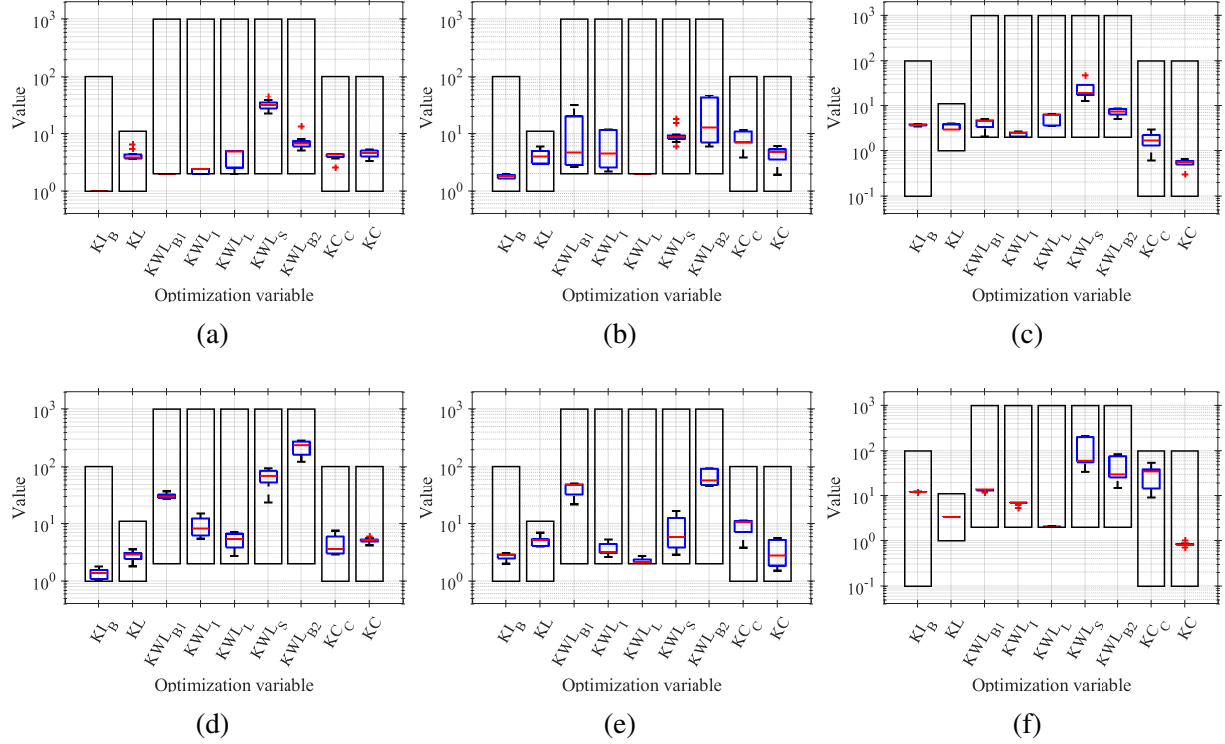 10^3
10^2
10^1
10^0
Value
KI_B
KL
KWL_B1
KWL_I
KWL_L
KWL_S
KWL_B2
KC_C
KC
Optimization variable
(a)
10^3
10^2
10^1
10^0
Value
KI_B
KL
KWL_B1
KWL_I
KWL_L
KWL_S
KWL_B2
KC_C
KC
Optimization variable
(b)
10^3
10^2
10^1
10^0
10^-1
Value
KI_B
KL
KWL_B1
KWL_I
KWL_L
KWL_S
KWL_B2
KC_C
KC
Optimization variable
(c)
10^3
10^2
10^1
10^0
Value
KI_B
KL
KWL_B1
KWL_I
KWL_L
KWL_S
KWL_B2
KC_C
KC
Optimization variable
(d)
10^3
10^2
10^1
10^0
Value
KI_B
KL
KWL_B1
KWL_I
KWL_L
KWL_S
KWL_B2
KC_C
KC
Optimization variable
(e)
10^3
10^2
10^1
10^0
10^-1
Value
KI_B
KL
KWL_B1
KWL_I
KWL_L
KWL_S
KWL_B2
KC_C
KC
Optimization variable
(f)